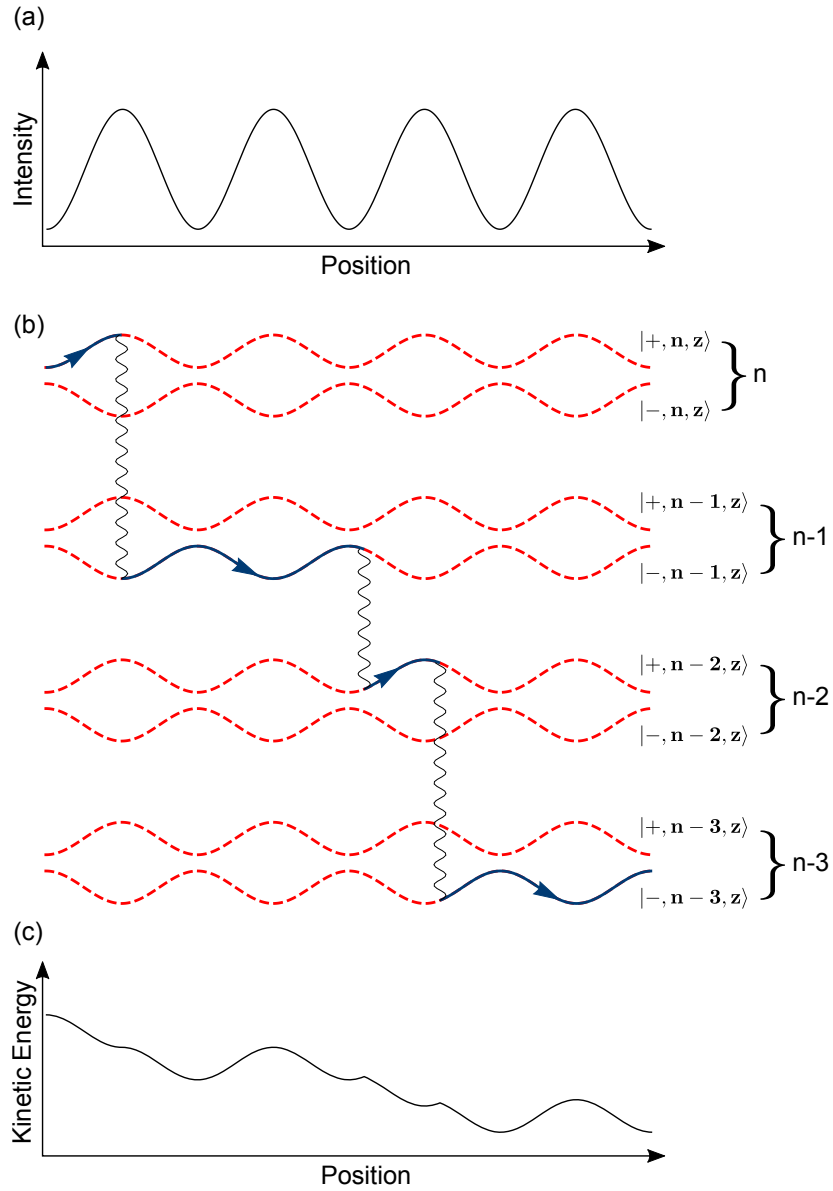 (a)
Intensity
Position
(b)
|+, n, z⟩
|−, n, z⟩
n
|+, n − 1, z⟩
|−, n − 1, z⟩
n-1
|+, n − 2, z⟩
|−, n − 2, z⟩
n-2
|+, n − 3, z⟩
|−, n − 3, z⟩
n-3
(c)
Kinetic Energy
Position